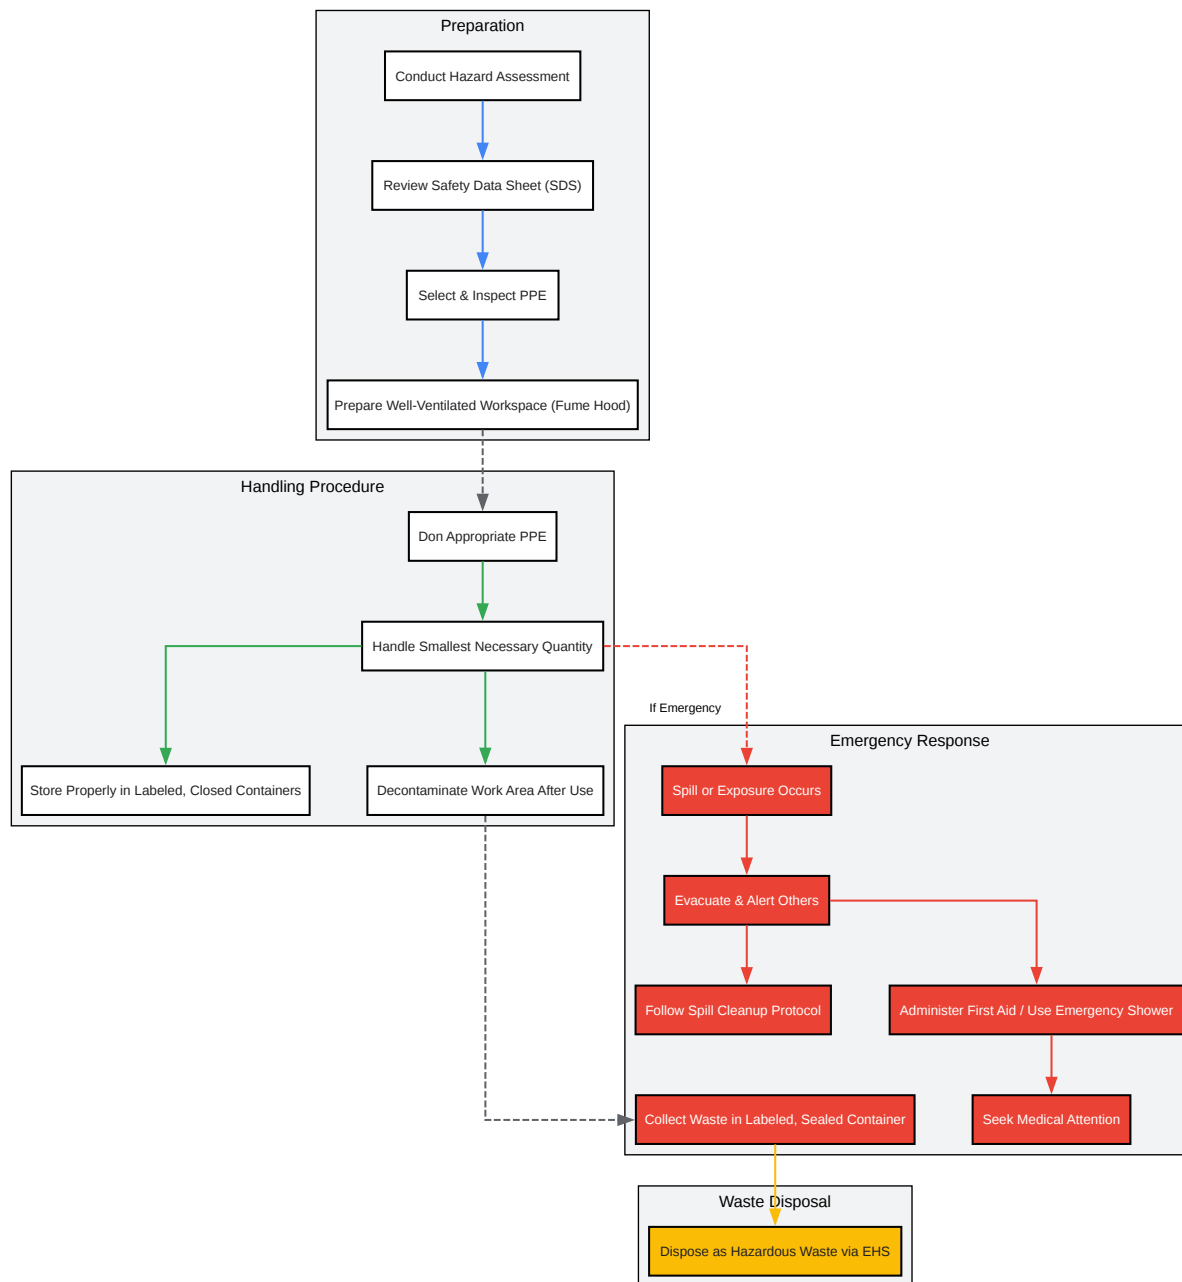 Preparation
Conduct Hazard Assessment
Review Safety Data Sheet (SDS)
Select & Inspect PPE
Prepare Well-Ventilated Workspace (Fume Hood)
Handling Procedure
Don Appropriate PPE
Handle Smallest Necessary Quantity
If Emergency
Store Properly in Labeled, Closed Containers
Decontaminate Work Area After Use
Emergency Response
Spill or Exposure Occurs
Evacuate & Alert Others
Follow Spill Cleanup Protocol
Administer First Aid / Use Emergency Shower
Collect Waste in Labeled, Sealed Container
Seek Medical Attention
Waste Disposal
Dispose as Hazardous Waste via EHS